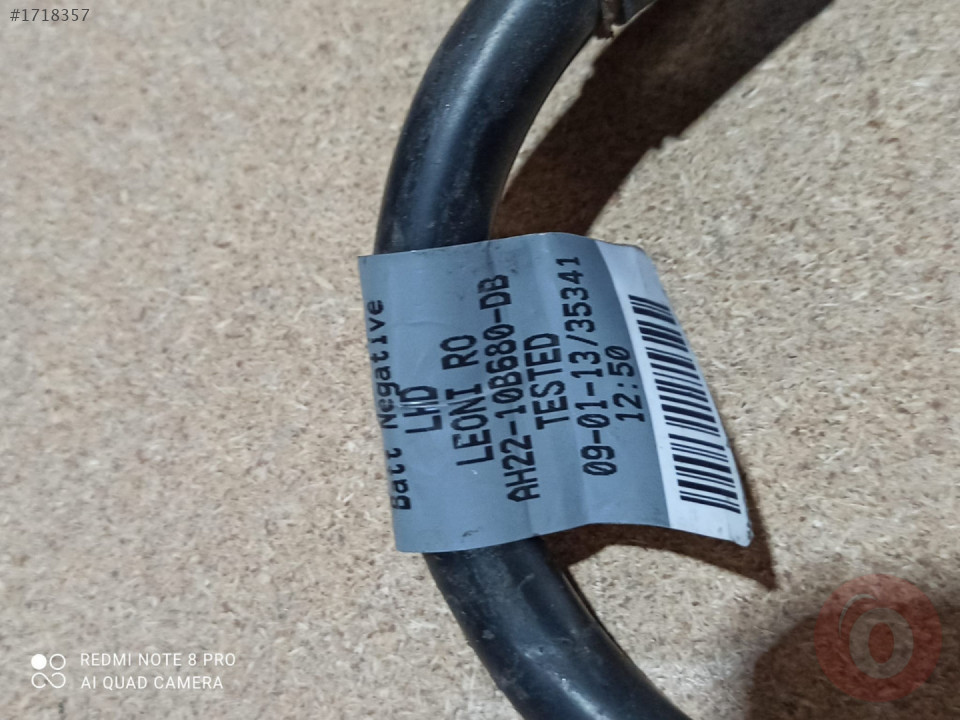 #1718357
Batt Negative
LHD
LEONI RO
AH22-10B680-DB
TESTED
09-01-13/35341
12:50
REDMI NOTE 8 PRO
AI QUAD CAMERA